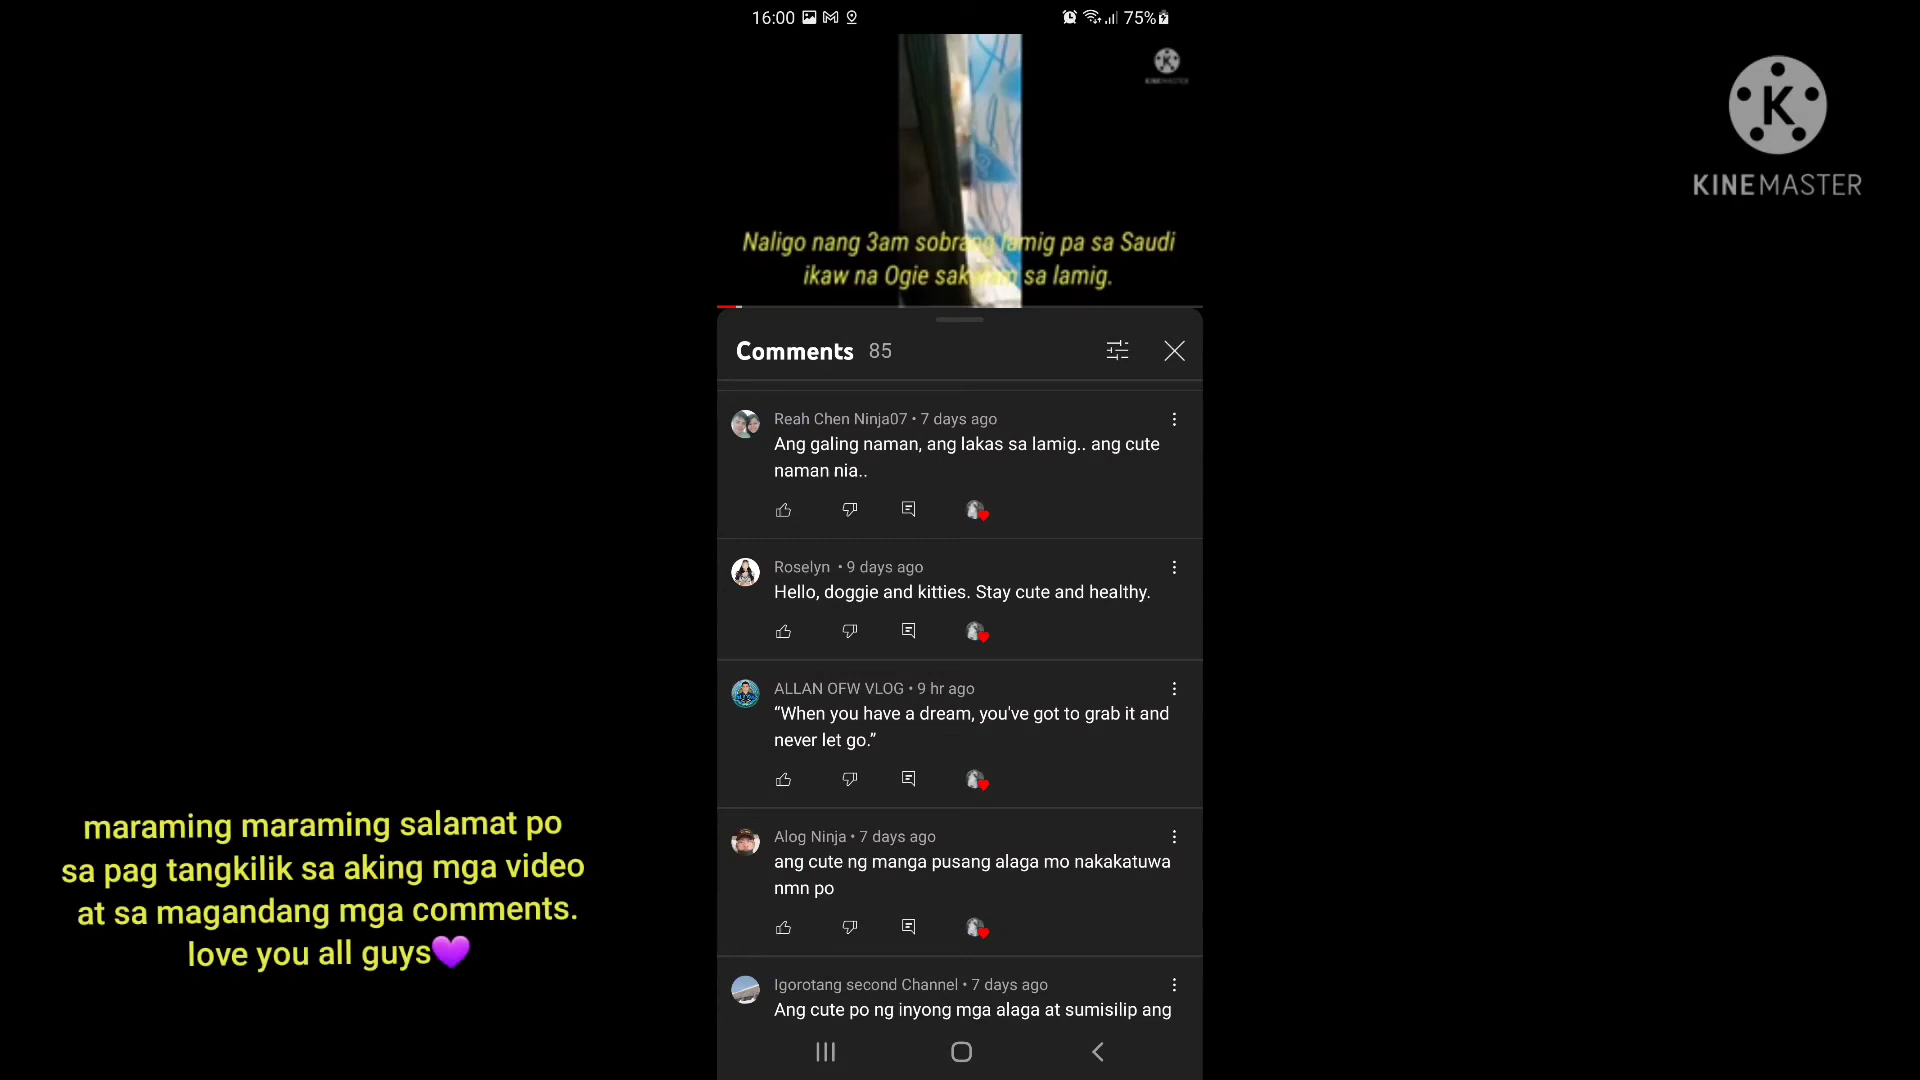 16:00
75%
KINEMASTER
Naligo nang 3am sobrang lamig pa sa Saudi
ikaw na Ogie sa lamig.
Comments 85
Reah Chen Ninja07 • 7 days ago
Ang galing naman, ang lakas sa lamig.. ang cute
naman nia..
Roselyn • 9 days ago
Hello, doggie and kitties. Stay cute and healthy.
ALLAN OFW VLOG • 9 hr ago
“When you have a dream, you've got to grab it and
never let go.”
Alog Ninja • 7 days ago
ang cute ng manga pusang alaga mo nakakatuwa
nmn po
Igorotang second Channel • 7 days ago
Ang cute po ng inyong mga alaga at sumisilip ang
maraming maraming salamat po
sa pag tangkilik sa aking mga video
at sa magandang mga comments.
love you all guys💜
K
KINEMASTER